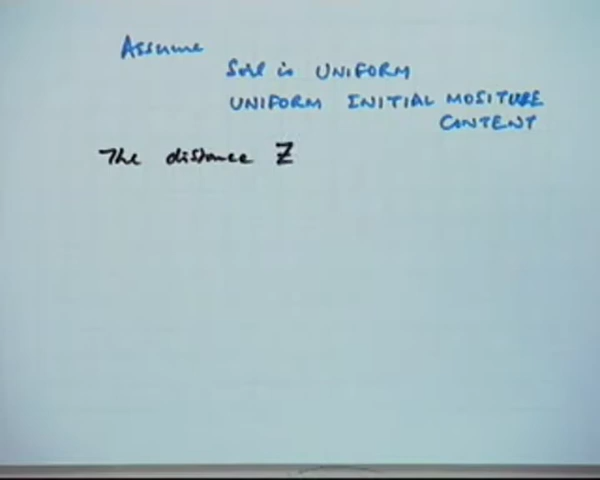 Assume
Soil is UNIFORM
UNIFORM INITIAL MOSITURE
CONTENT
The distance Z